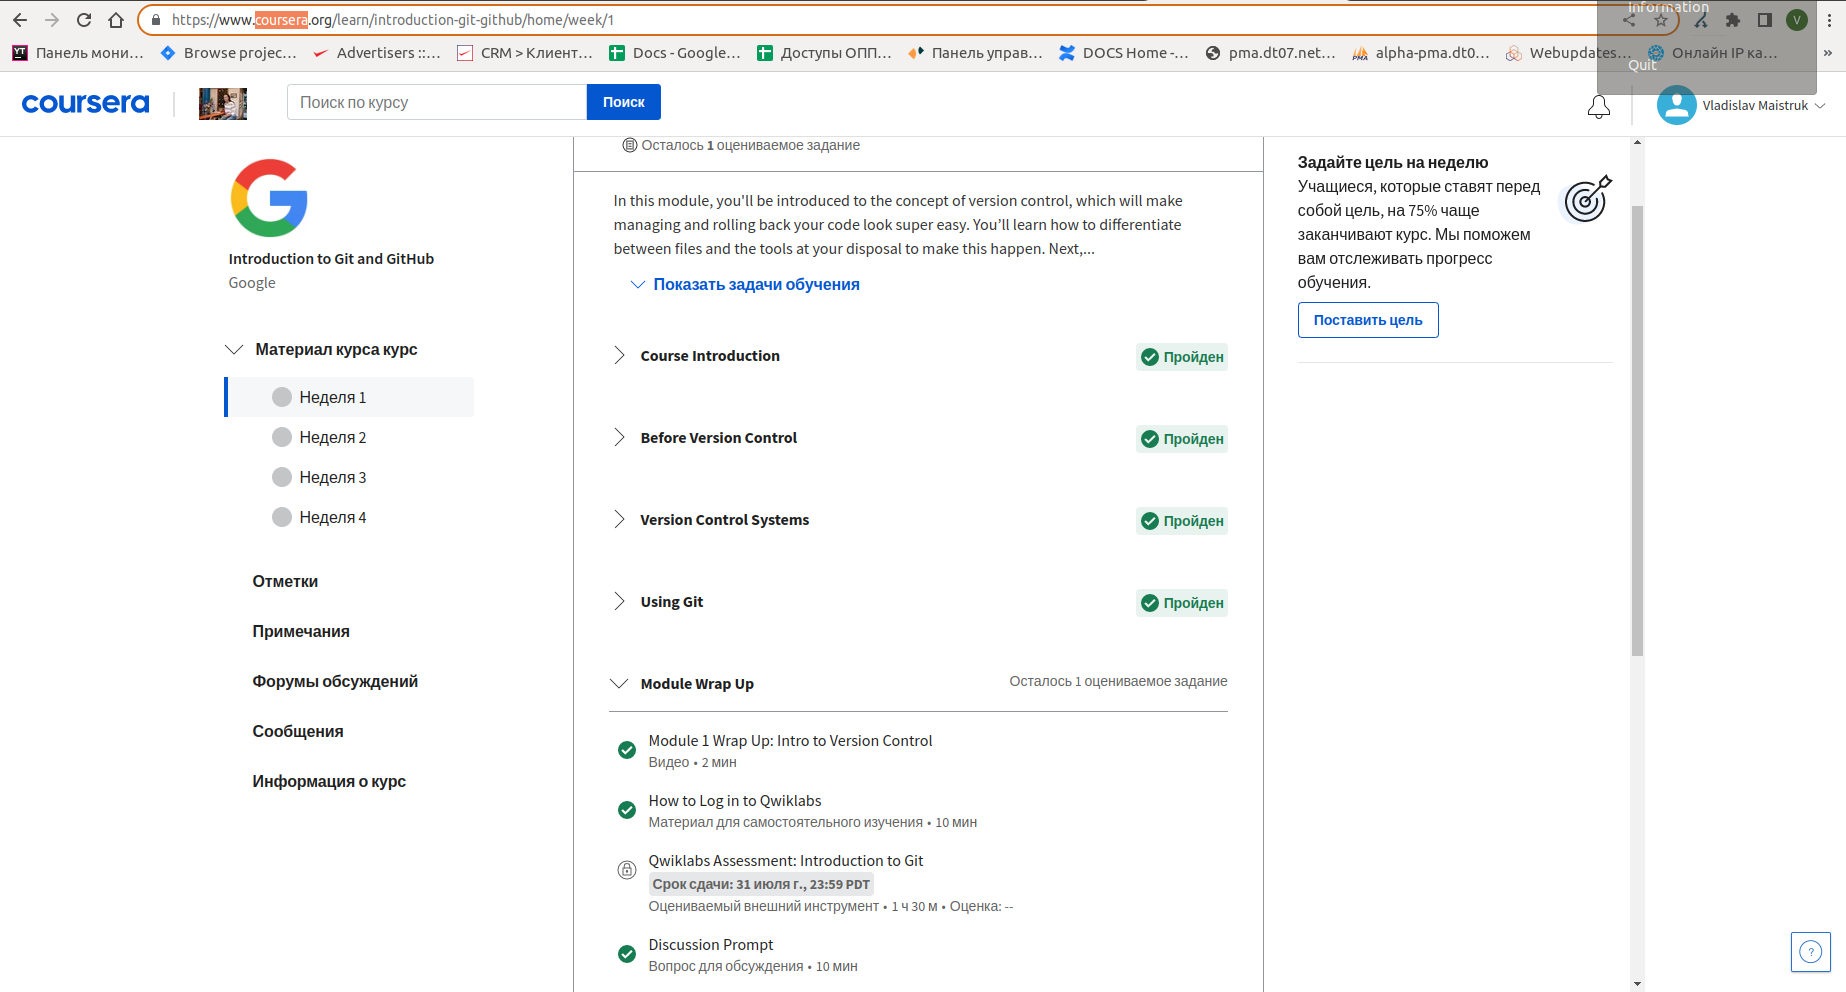 https://www.coursera.org/learn/introduction-git-github/home/week/1
Information
Quit
V
YT Панель мони...
Browse projec...
Advertisers ::...
CRM > Клиент...
Docs - Google...
Доступы ОПП...
Панель управ...
DOCS Home -...
pma.dt07.net...
alpha-pma.dt0...
Webupdates...
Онлайн IP ка...
»
coursera
Поиск по курсу
Поиск
Vladislav Maistruk
Introduction to Git and GitHub
Google
Материал курса курс
Неделя 1
Неделя 2
Неделя 3
Неделя 4
Отметки
Примечания
Форумы обсуждений
Сообщения
Информация о курс
Осталось 1 оцениваемое задание
In this module, you'll be introduced to the concept of version control, which will make
managing and rolling back your code look super easy. You’ll learn how to differentiate
between files and the tools at your disposal to make this happen. Next,...
Показать задачи обучения
Course Introduction
Пройден
Before Version Control
Пройден
Version Control Systems
Пройден
Using Git
Пройден
Module Wrap Up
Осталось 1 оцениваемое задание
Module 1 Wrap Up: Intro to Version Control
Видео • 2 мин
How to Log in to Qwiklabs
Материал для самостоятельного изучения • 10 мин
Qwiklabs Assessment: Introduction to Git
Срок сдачи: 31 июля г., 23:59 PDT
Оцениваемый внешний инструмент • 1 ч 30 м • Оценка: --
Discussion Prompt
Вопрос для обсуждения • 10 мин
Задайте цель на неделю
Учащиеся, которые ставят перед
собой цель, на 75% чаще
заканчивают курс. Мы поможем
вам отслеживать прогресс
обучения.
Поставить цель
?